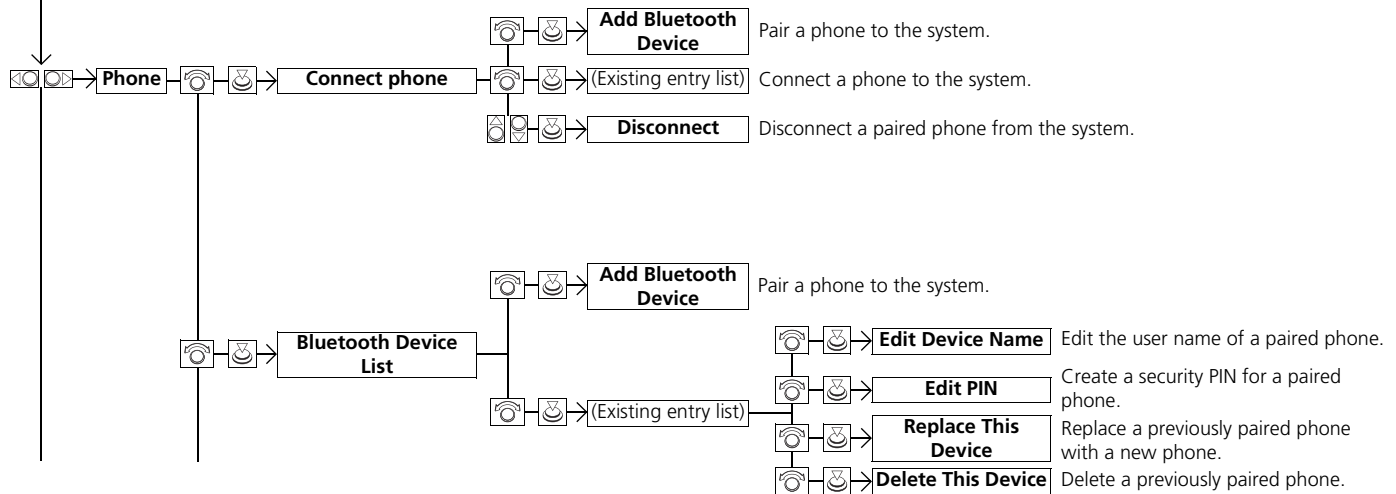 Add Bluetooth
Device
Pair a phone to the system.
Phone
Connect phone
(Existing entry list)
Connect a phone to the system.
Disconnect
Disconnect a paired phone from the system.
Add Bluetooth
Device
Pair a phone to the system.
Bluetooth Device
List
Edit Device Name
Edit the user name of a paired phone.
(Existing entry list)
Edit PIN
Create a security PIN for a paired
phone.
Replace This
Device
Replace a previously paired phone
with a new phone.
Delete This Device
Delete a previously paired phone.